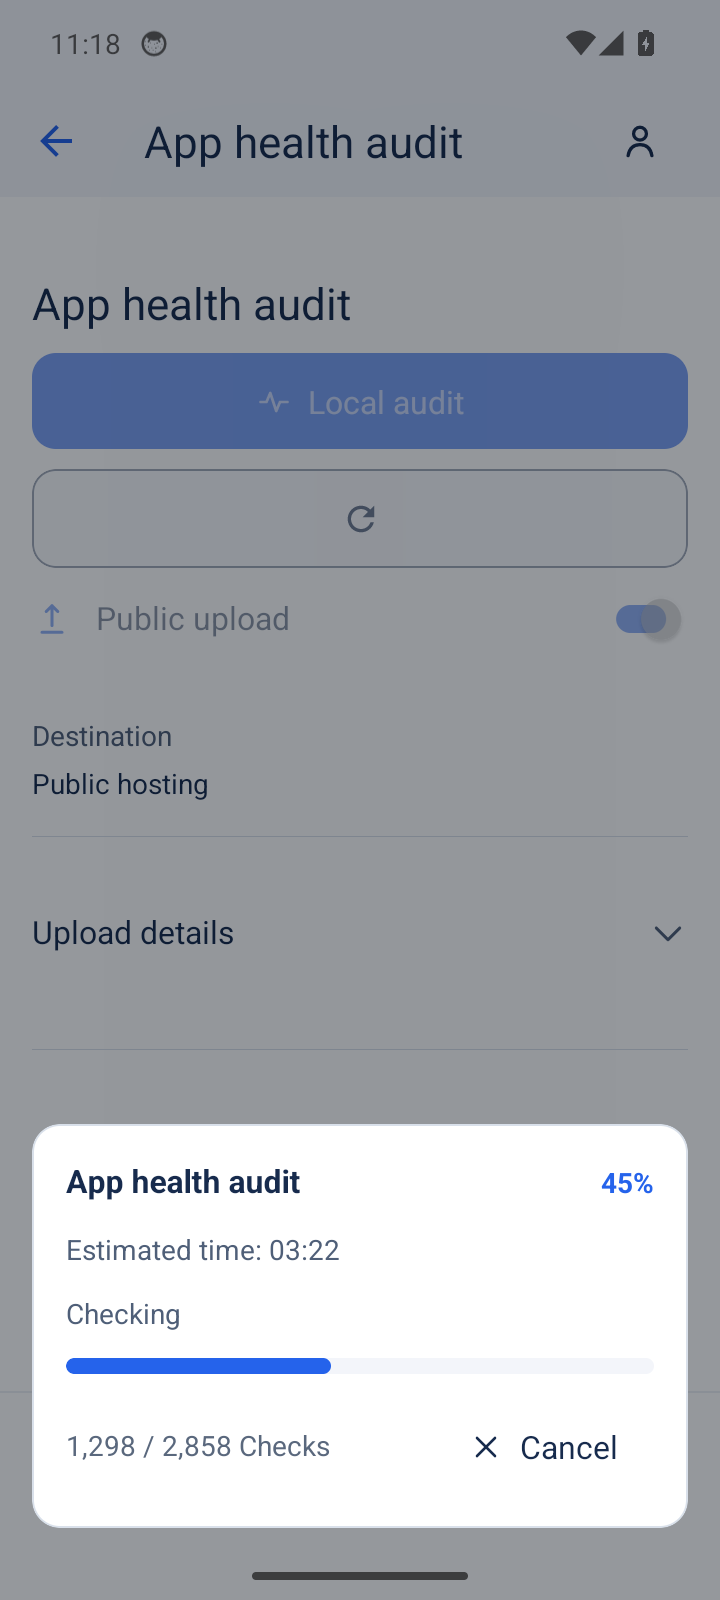 11:18
App health audit
App health audit
Local audit
Public upload
Destination
Public hosting
Upload details
App health audit
45%
Estimated time: 03:22
Checking
1,298 / 2,858 Checks
Cancel